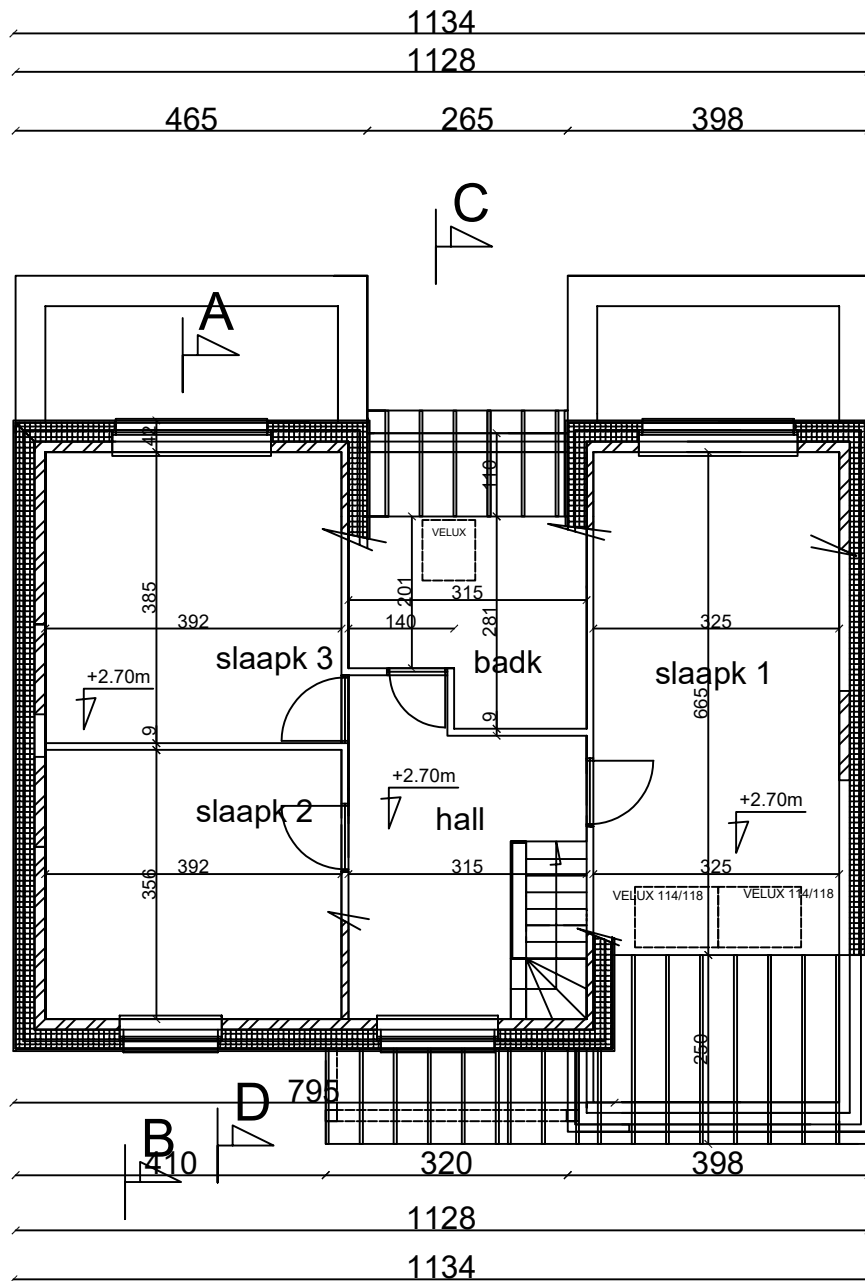 1134
1128
465 265 398
C
A
42
110
VELUX
385
201
315
281
392
140
325
slaapk 3
badk
slaapk 1
+2.70m
665
9
9
+2.70m
+2.70m
slaapk 2
hall
392
315
325
356
VELUX 114/118
VELUX 114/118
250
795
B
D
410 320 398
1128
1134